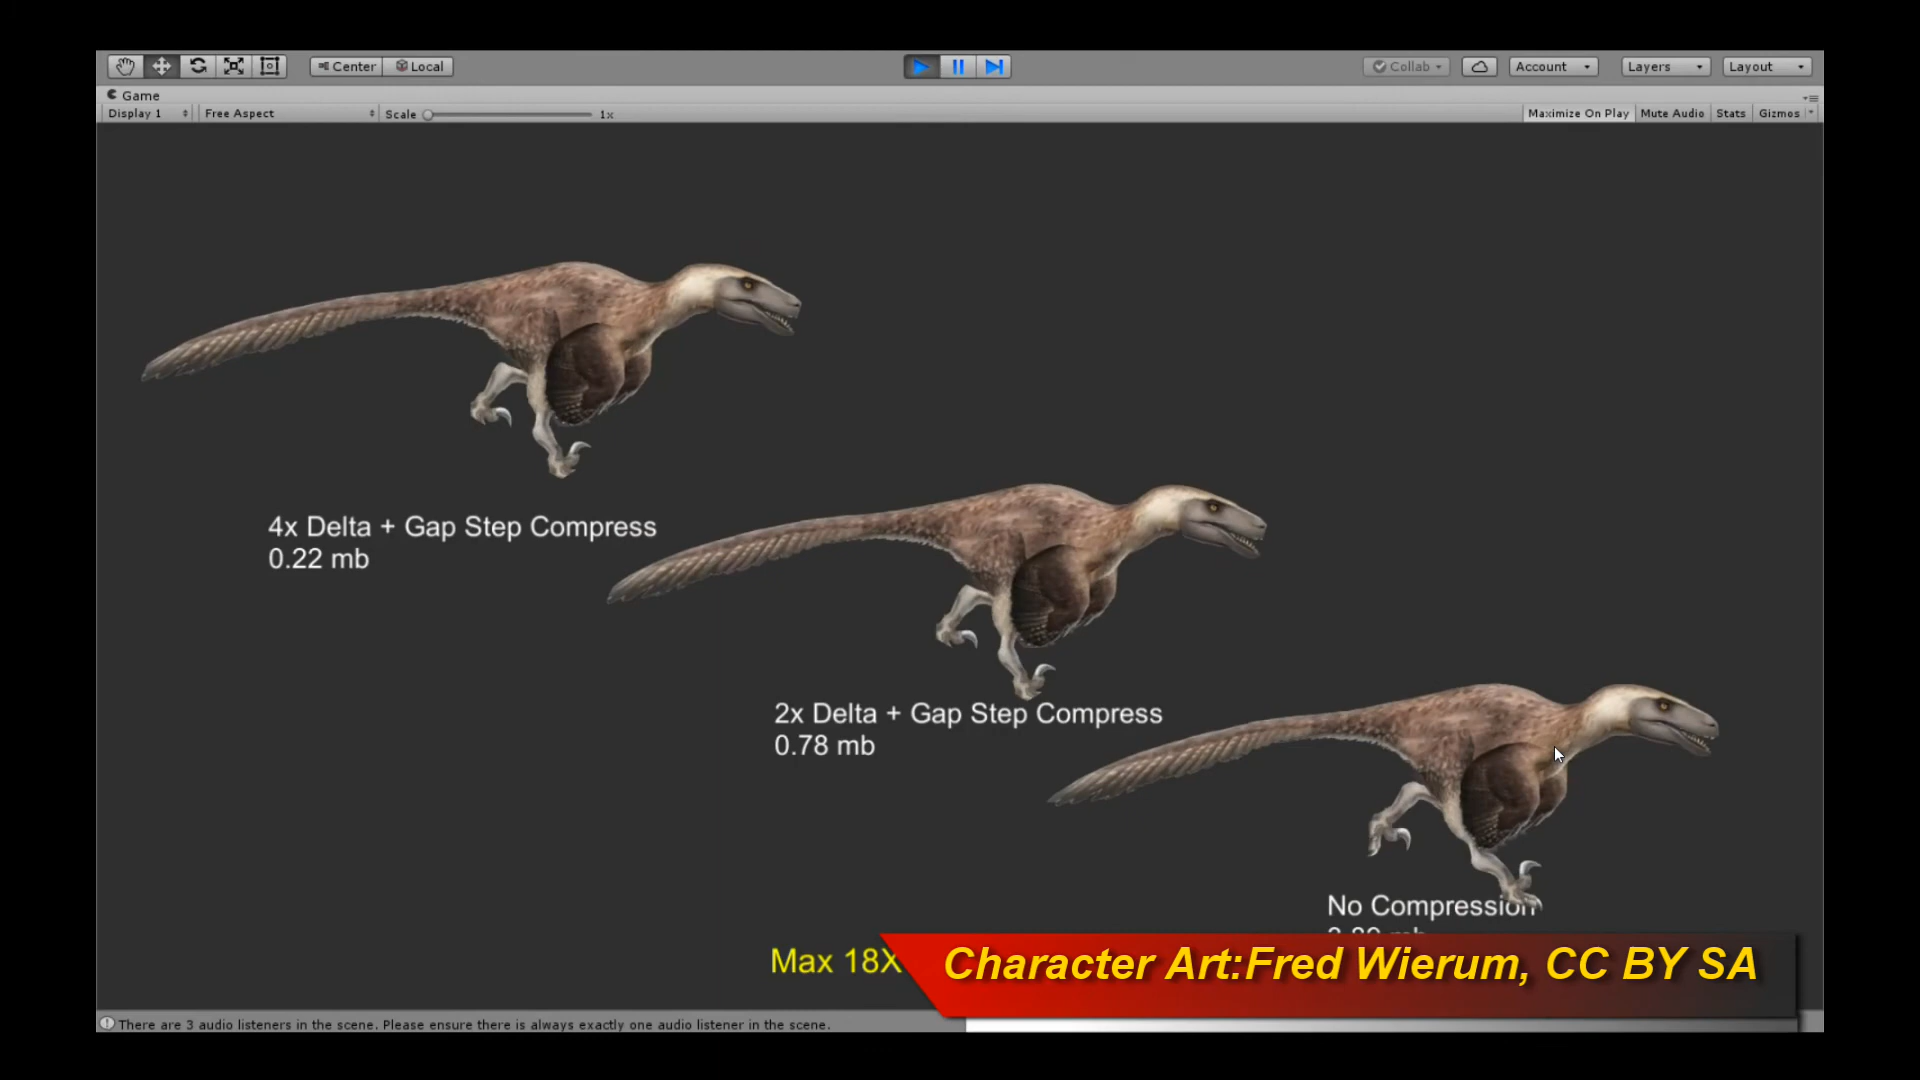 Center
Local
Collab
Account
Layers
Layout
Game
Display 1
Free Aspect
Scale
1x
Maximize On Play
Mute Audio
Stats
Gizmos
4x Delta + Gap Step Compress
0.22 mb
2x Delta + Gap Step Compress
0.78 mb
No Compression
Max 18X
Character Art:Fred Wierum, CC BY SA
There are 3 audio listeners in the scene. Please ensure there is always exactly one audio listener in the scene.